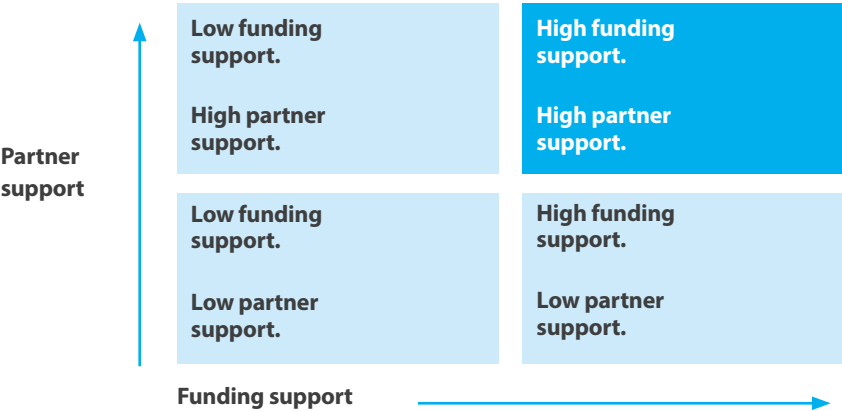 Low funding
support.
High partner
support.
High funding
support.
High partner
support.
Partner
support
Low funding
support.
Low partner
support.
High funding
support.
Low partner
support.
Funding support